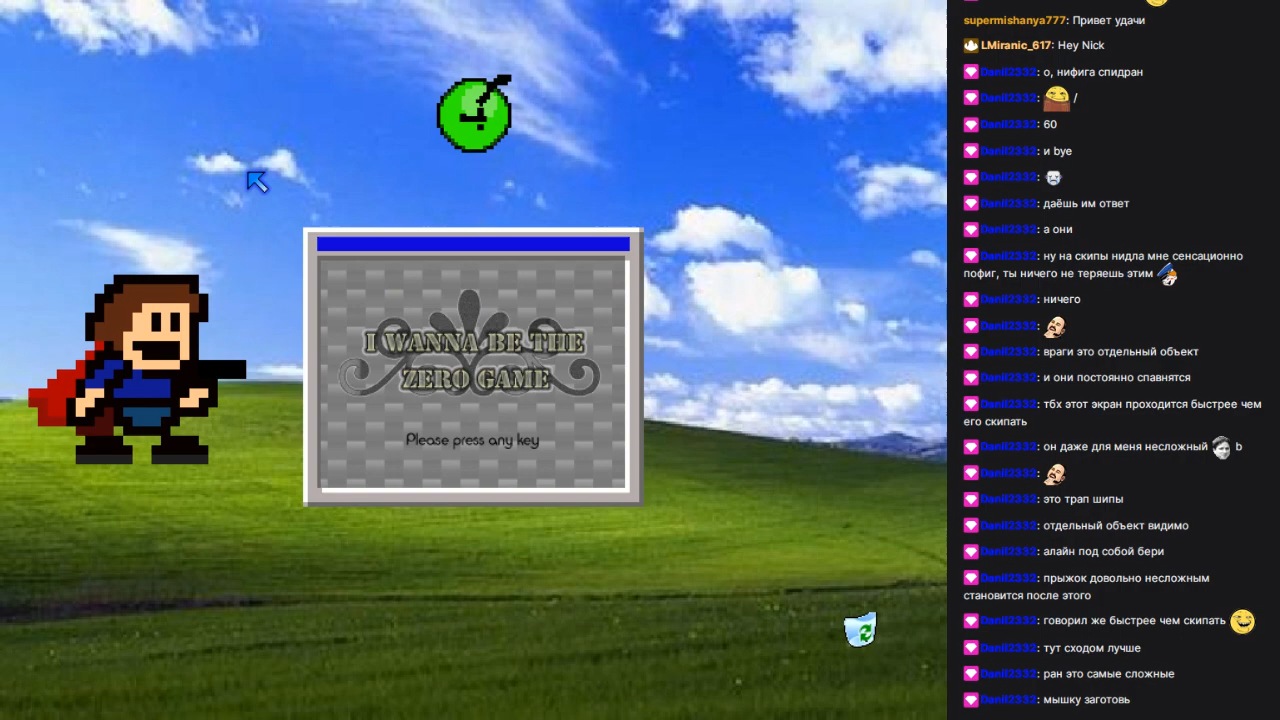 I WANNA BE THE
ZERO GAME
Please press any key
supermishanya777: Привет удачи
LMiranic_617: Hey Nick
Danil2332: о, нифига спидран
Danil2332: /
Danil2332: 60
Danil2332: и bye
Danil2332:
Danil2332: даёшь им ответ
Danil2332: а они
Danil2332: ну на скипы нидла мне сенсационно
пофиг, ты ничего не теряешь этим
Danil2332: ничего
Danil2332:
Danil2332: враги это отдельный объект
Danil2332: и они постоянно спавнятся
Danil2332: тбх этот экран проходится быстрее чем
его скипать
Danil2332: он даже для меня несложный b
Danil2332:
Danil2332: это трап шипы
Danil2332: отдельный объект видимо
Danil2332: алайн под собой бери
Danil2332: прыжок довольно несложным
становится после этого
Danil2332: говорил же быстрее чем скипать
Danil2332: тут сходом лучше
Danil2332: ран это самые сложные
Danil2332: мышку заготовь